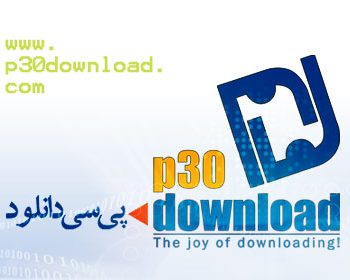 www.
p30download.
com
p30
پی سی دانلود
download
The joy of downloading!